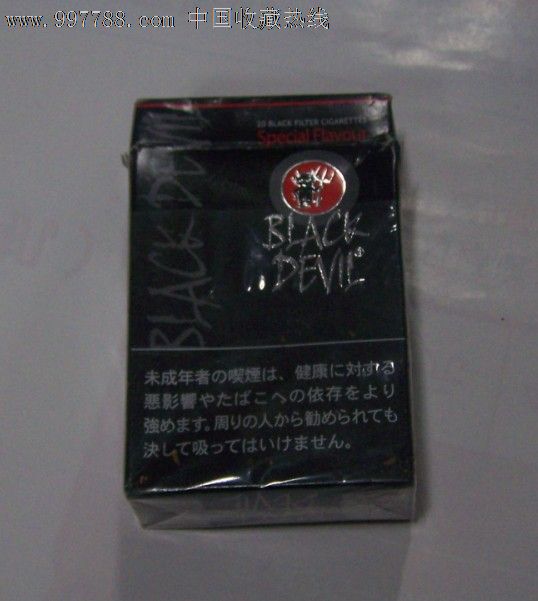 www.997788.com 中国收藏热线
20 BLACK FILTER CIGARETTES
Special Flavour
BLACK DEVIL
BLACK
DEVIL®
未成年者の喫煙は、健康に対する
悪影響やたばこへの依存をより
強めます。周りの人から勧められても
決して吸ってはいけません。